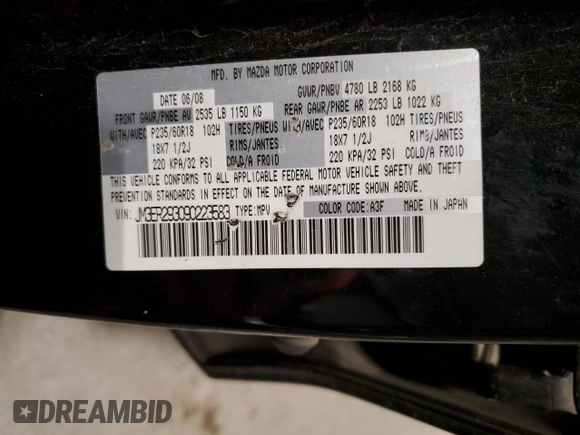 MFD. BY MAZDA MOTOR CORPORATION
DATE 06/08 GVWR/PNBV 4780 LB 2168 KG
FRONT GAWR/PNBE AV 2535 LB 1150 KG REAR GAWR/PNBE AR 2253 LB 1022 KG
WITH/AVEC P235/60R18 102H TIRES/PNEUS WITH/AVEC P235/60R18 102H TIRES/PNEUS
18X7 1/2J RIMS/JANTES 18X7 1/2J RIMS/JANTES
220 KPA/32 PSI COLD/A FROID 220 KPA/32 PSI COLD/A FROID
THIS VEHICLE CONFORMS TO ALL APPLICABLE FEDERAL MOTOR VEHICLE SAFETY AND THEFT
PREVENTION STANDARDS IN EFFECT ON THE DATE OF MANUFACTURE SHOWN ABOVE.
VIN: JM3ER293090223583 TYPE:MPV COLOR CODE:A3F MADE IN JAPAN
DREAMBID